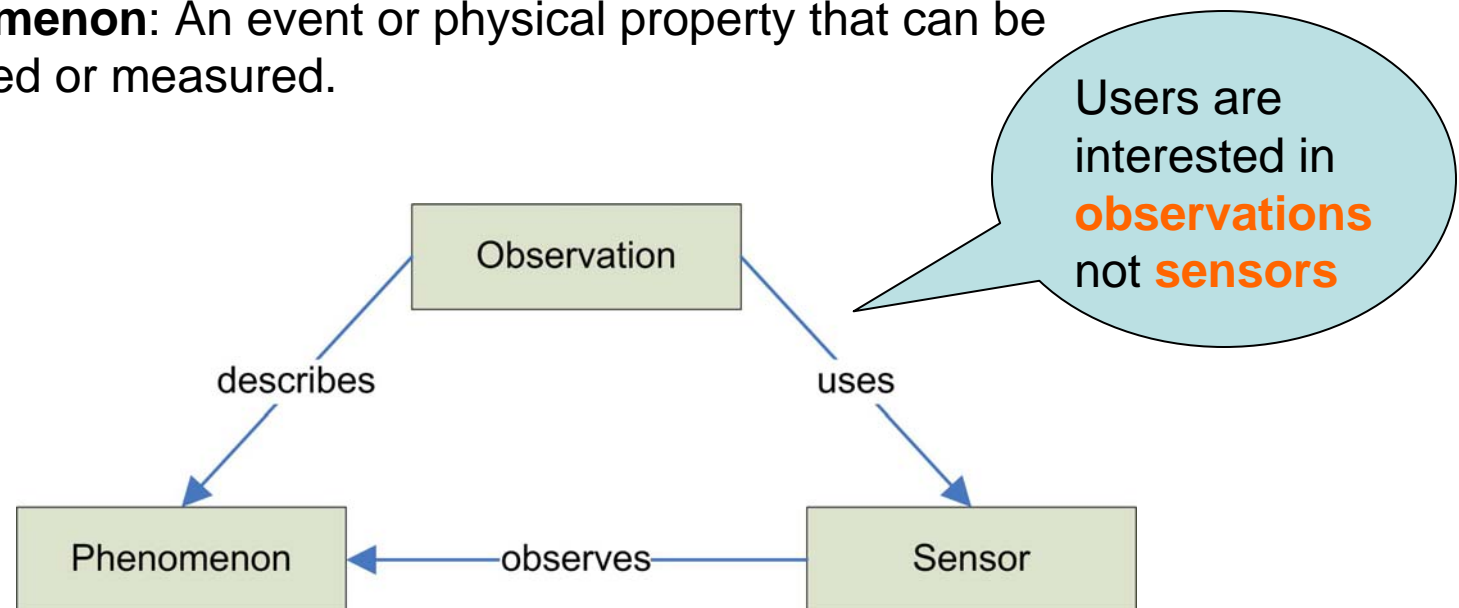 menon: An event or physical property that can be
ed or measured.
Users are
interested in
observations
not sensors
Observation
describes
uses
Phenomenon
observes
Sensor